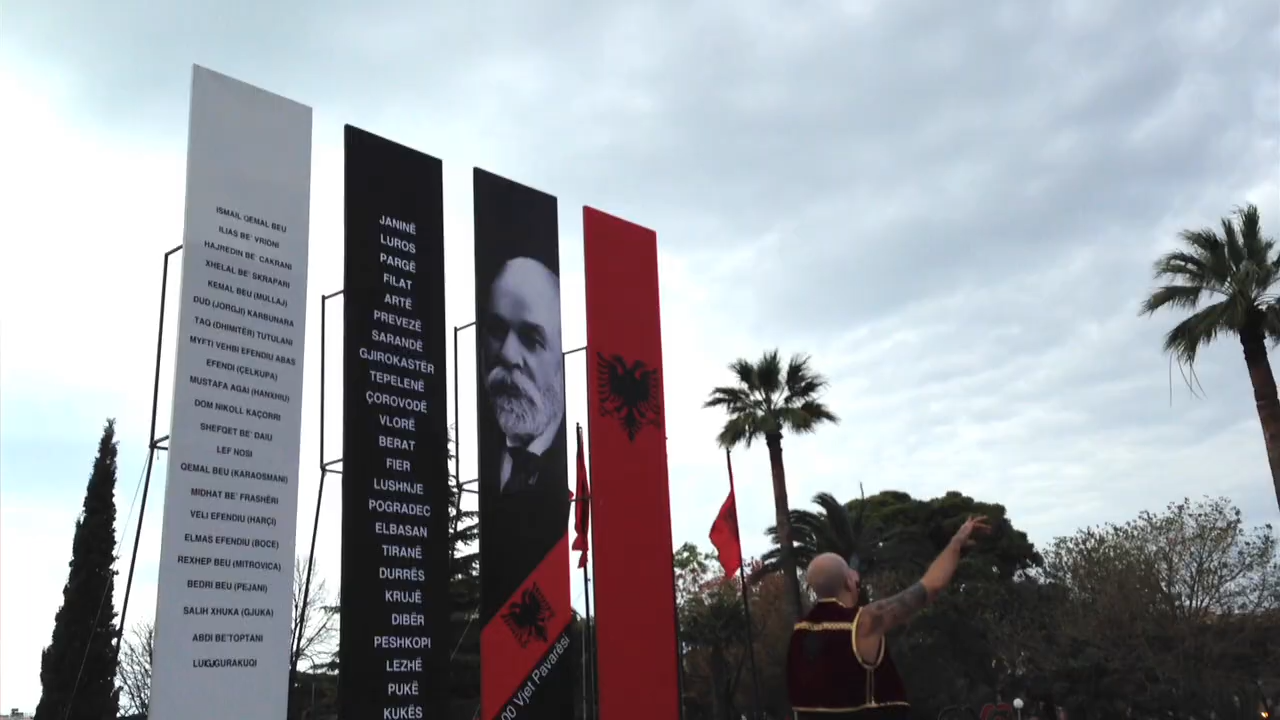 ISMAIL QEMAL BEU
ILIAS BE' VRIONI
HAJREDIN BE' CAKRANI
XHELAL BE' SKRAPARI
KEMAL BEU (MULLAJ)
DUD (JORGJI) KARBUNARA
TAQ (DHIMITËR) TUTULANI
MYFTI VEHBI EFENDIU ABAS
EFENDI (ÇELKUPA)
MUSTAFA AGAI (HANXHIU)
DOM NIKOLL KAÇORRI
SHEFQET BE' DAIU
LEF NOSI
QEMAL BEU (KARAOSMANI)
MIDHAT BE' FRASHËRI
VELI EFENDIU (HARÇI)
ELMAS EFENDIU (BOCE)
REXHEP BEU (MITROVICA)
BEDRI BEU (PEJANI)
SALIH XHUKA (GJUKA)
ABDI BE'TOPTANI
JANINË
LUROS
PARGË
FILAT
ARTË
PREVEZË
SARANDË
GJIROKASTËR
TEPELENË
ÇOROVODË
VLORË
BERAT
FIER
LUSHNJE
POGRADEC
ELBASAN
TIRANË
DURRËS
KRUJË
DIBËR
PESHKOPI
LEZHË
PUKË
KUKËS
00 Vjet Pavarësi